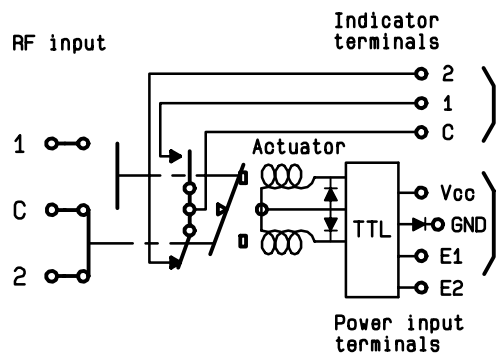 Indicator
terminals
RF input
2
1
C
1
Actuator
Vcc
C
GND
TTL
E1
2
E2
Power input
terminals